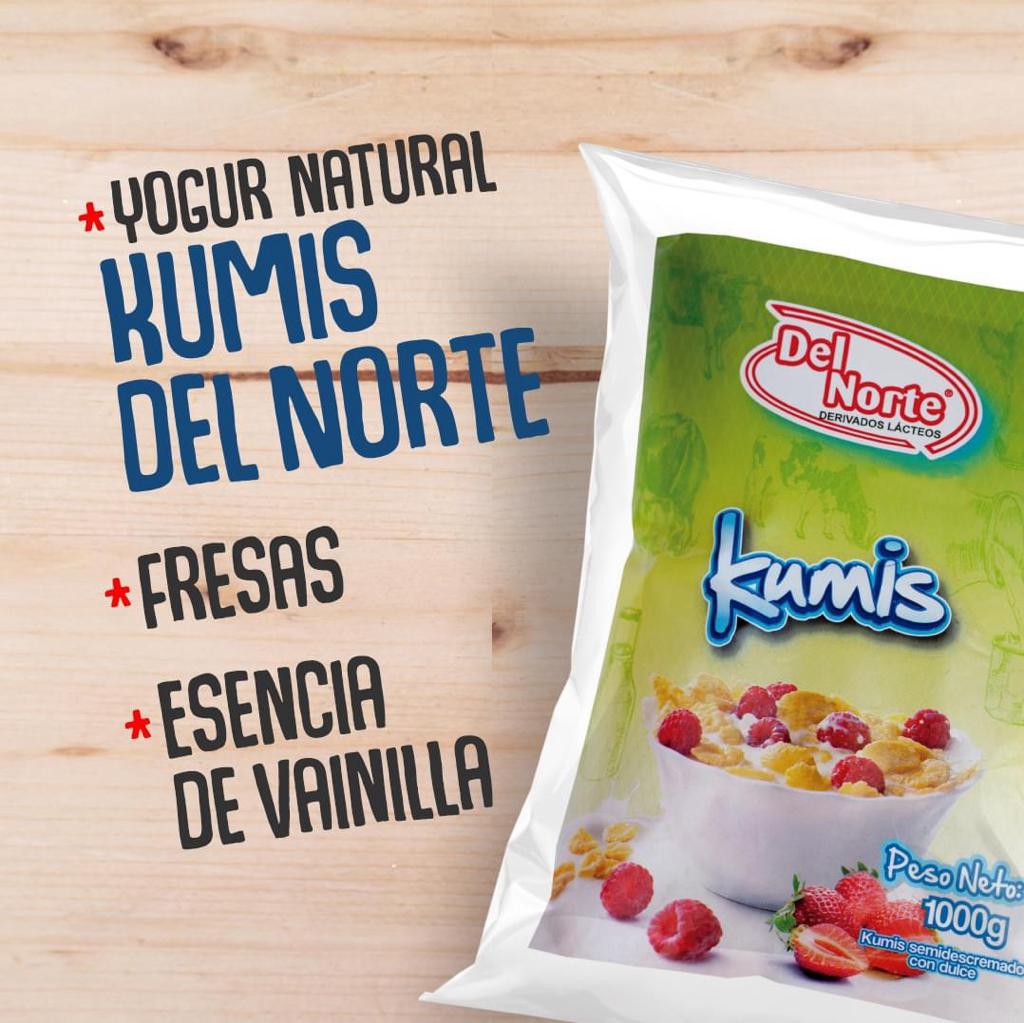 * YOGUR NATURAL
KUMIS
DEL NORTE
* FRESAS
* ESENCIA
DE VAINILLA
Del
Norte®
DERIVADOS LÁCTEOS
Kumis
Peso Neto:
1000g
Kumis semidescremado
con dulce